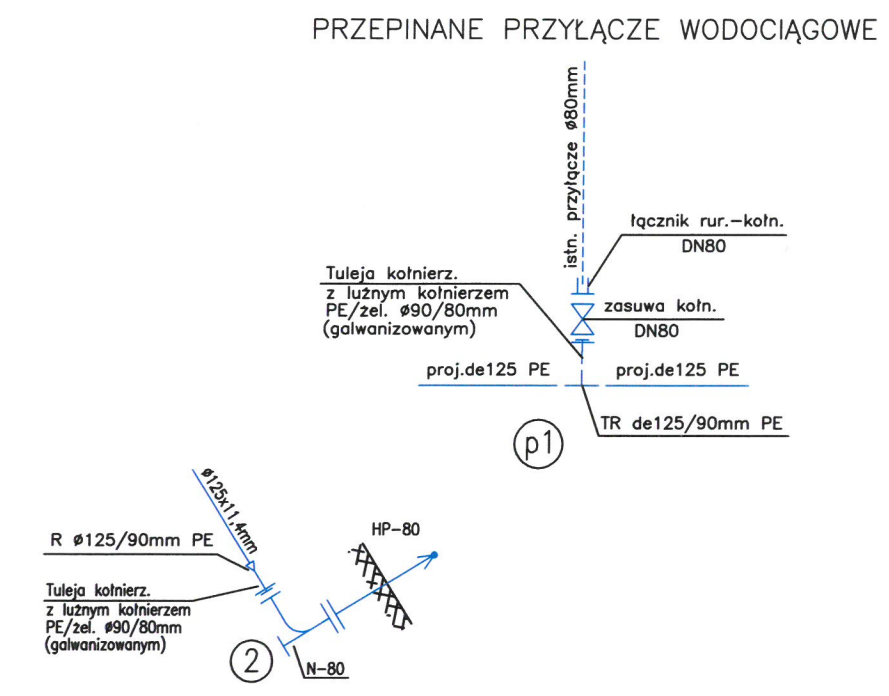 PRZEPINANE PRZYŁĄCZE WODOCIĄGOWE
istn. przyłącze ø80mm
łącznik rur.-kołn.
DN80
Tuleja kołnierz.
z luźnym kołnierzem
PE/żel. ø90/80mm
(galwanizowanym)
zasuwa kołn.
DN80
proj.de125 PE
proj.de125 PE
TR de125/90mm PE
p1
ø125x11,4mm
HP-80
R ø125/90mm PE
Tuleja kołnierz.
z luźnym kołnierzem
PE/żel. ø90/80mm
(galwanizowanym)
2
N-80